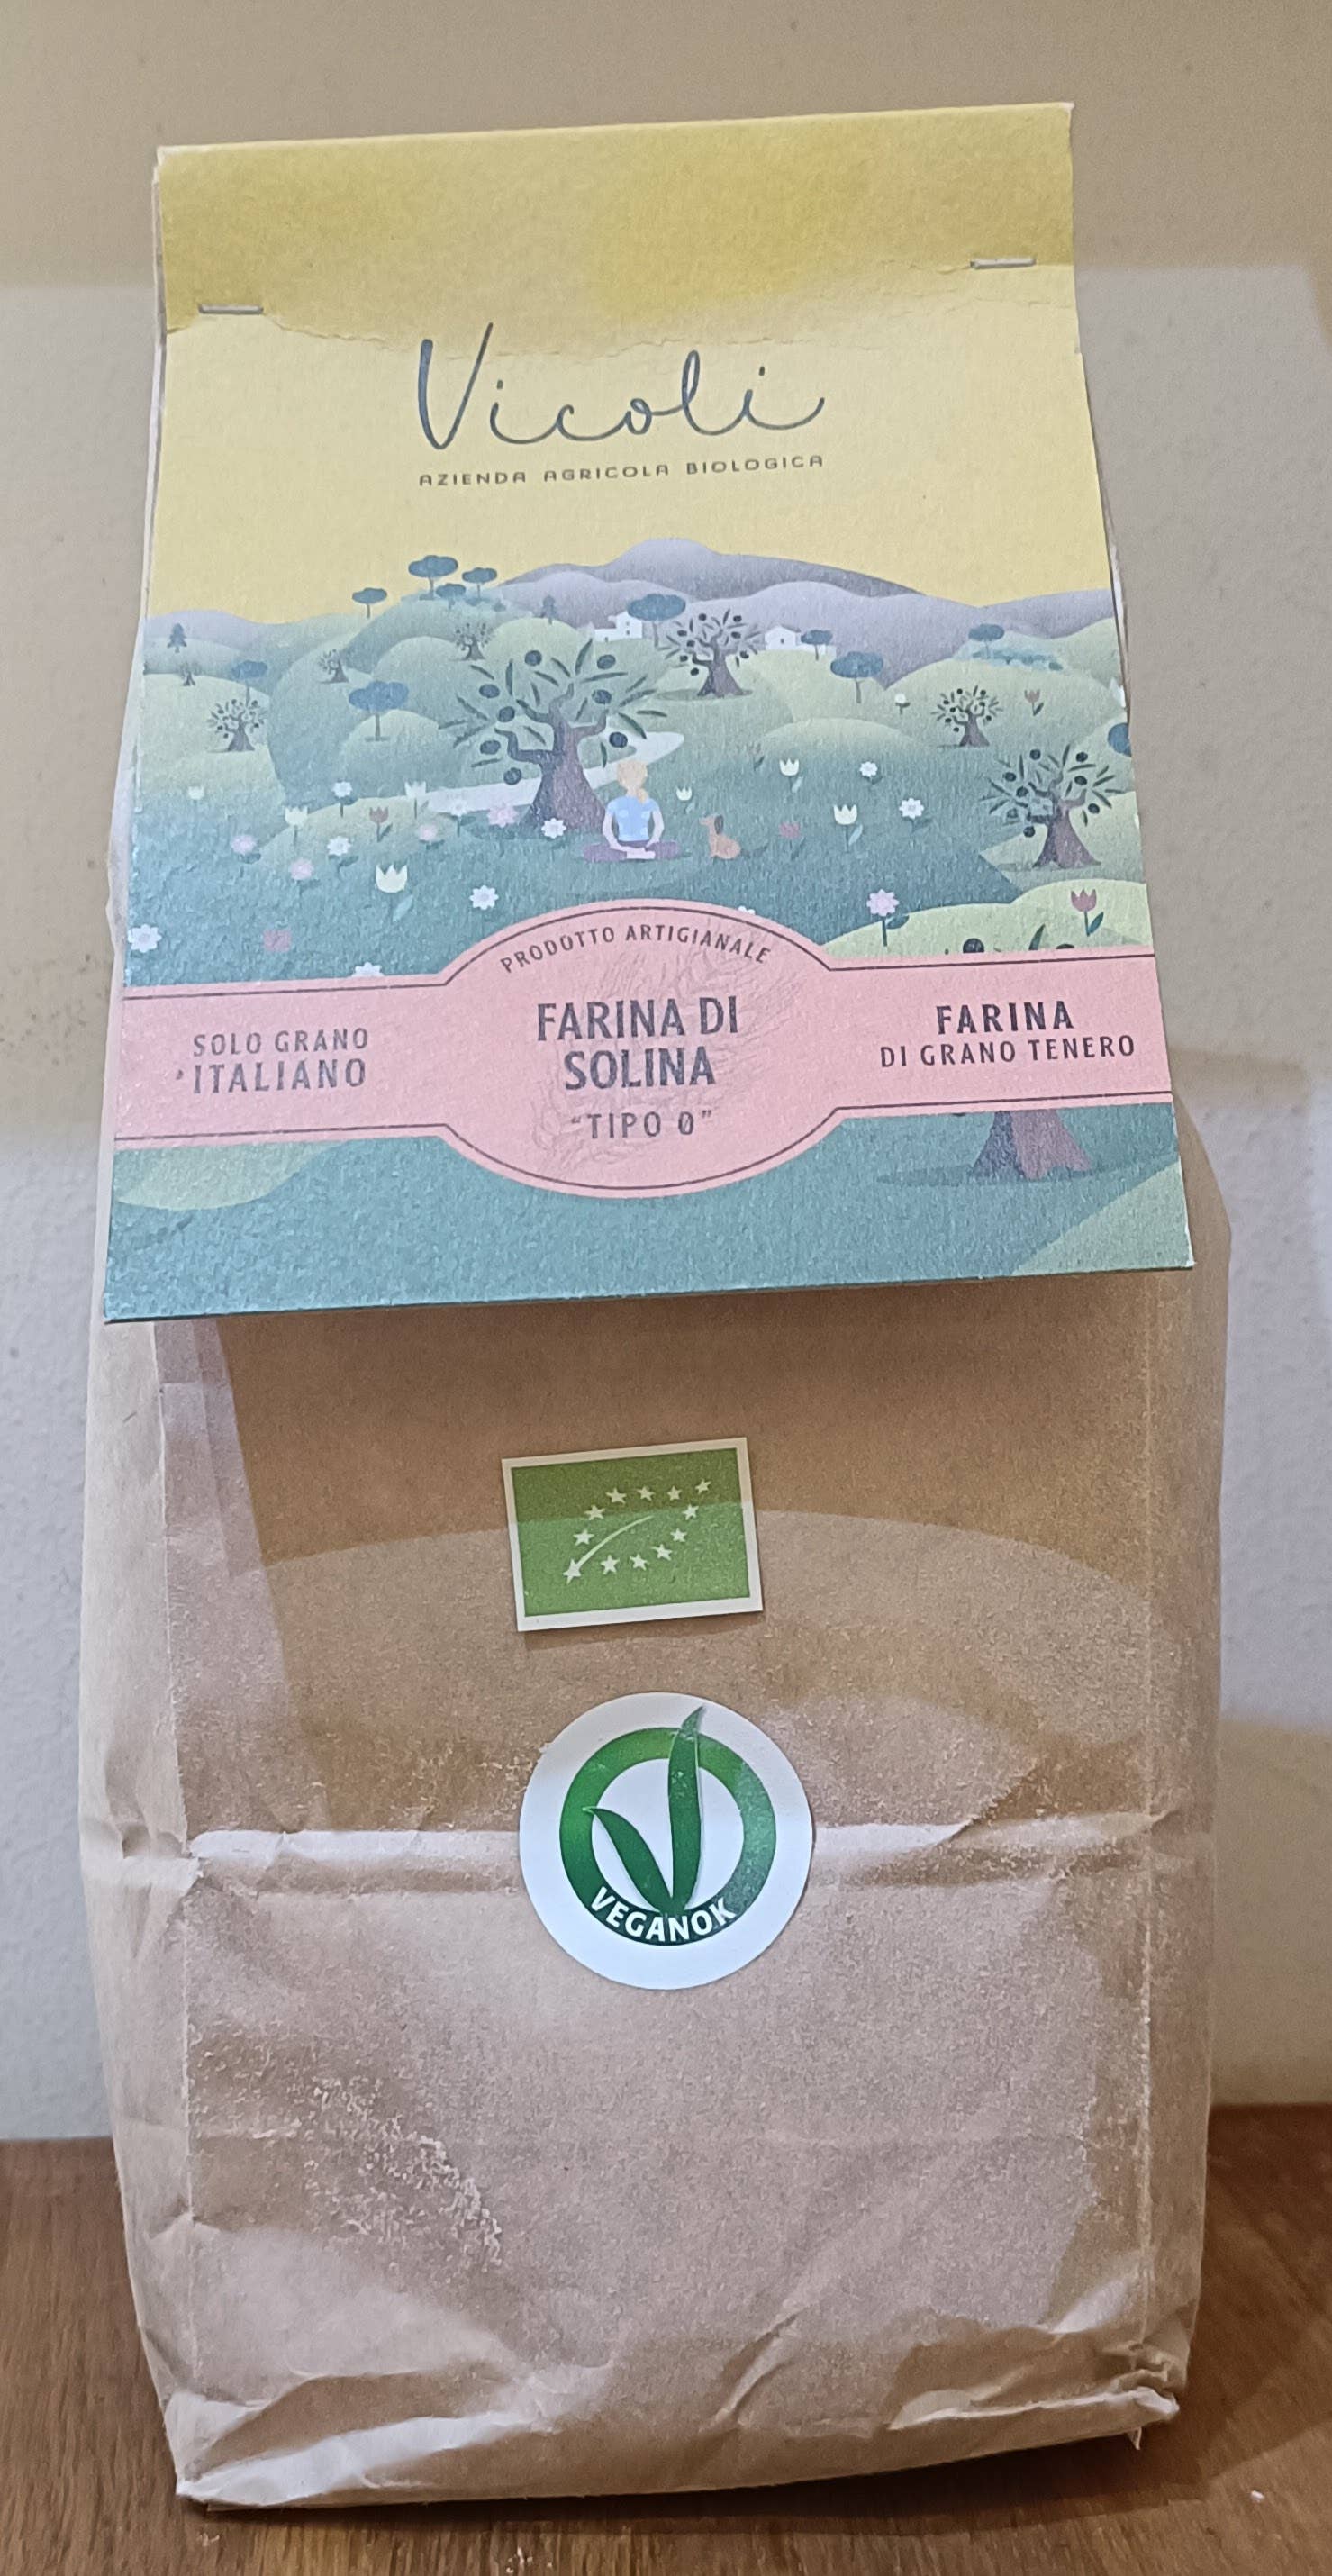 Vicoli
AZIENDA AGRICOLA BIOLOGICA
PRODOTTO ARTIGIANALE
SOLO GRANO
ITALIANO
FARINA DI
SOLINA
"TIPO 0"
FARINA
DI GRANO TENERO
VEGANOK